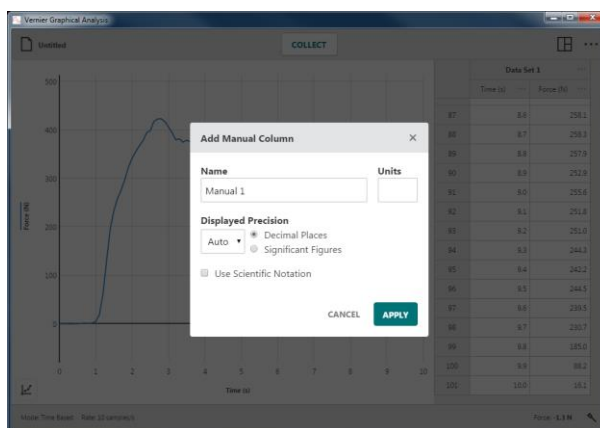 Vernier Graphical Analysis
Untitled
COLLECT
Data Set 1
Time (s)
Force (N)
500
400
300
200
100
0
Force (N)
0 1 2 3 4 5 6 7 8 9 10
Time (s)
Add Manual Column ×
Name
Units
Manual 1
Displayed Precision
Auto
Decimal Places
Significant Figures
Use Scientific Notation
CANCEL
APPLY
87 8.6 258.1
88 8.7 259.3
89 8.8 257.9
90 8.9 252.8
91 9.0 255.6
92 9.1 251.8
93 9.2 251.0
94 9.3 244.3
95 9.4 242.2
96 9.5 244.5
97 9.6 239.5
98 9.7 230.7
99 9.8 185.0
100 9.9 88.2
101 10.0 16.1
Mode: Time Based Rate: 10 samples/s
Force: -1.3 N